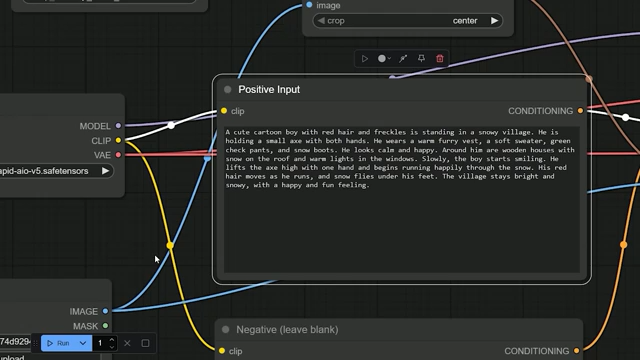 image
crop
center
Positive Input
clip
CONDITIONING
A cute cartoon boy with red hair and freckles is standing in a snowy village. He is
holding a small axe with both hands. He wears a warm furry vest, a soft sweater, green
check pants, and snow boots. He looks calm and happy. Around him are wooden houses with
snow on the roof and warm lights in the windows. Slowly, the boy starts smiling. He
lifts the axe high with one hand and begins running happily through the snow. His red
hair moves as he runs, and snow flies under his feet. The village stays bright and
snowy, with a happy and fun feeling.
MODEL
CLIP
VAE
apid-aio-v5.safetensors
IMAGE
MASK
74d9294
Run
1
upload
Negative (leave blank)
clip
CONDITIONING